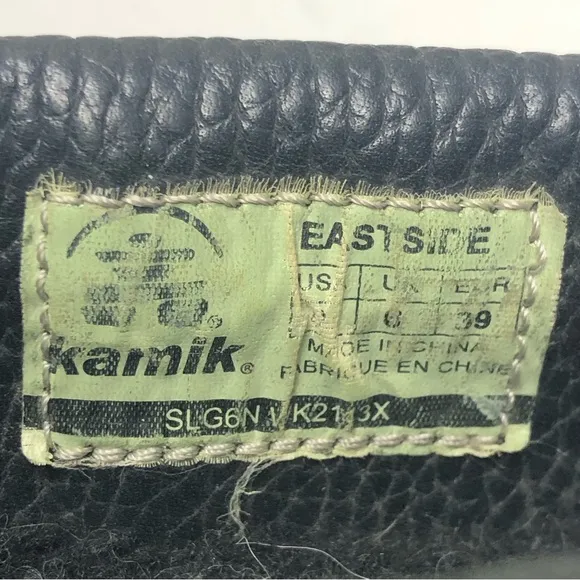 EASTSIDE
US UK EUR
6 39
MADE IN CHINA
FABRIQUE EN CHINE
kamik®